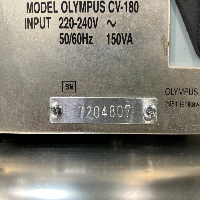 MODEL OLYMPUS CV-180
INPUT 220-240V ~
50/60Hz 150VA
SN
7204807
OLYMPUS